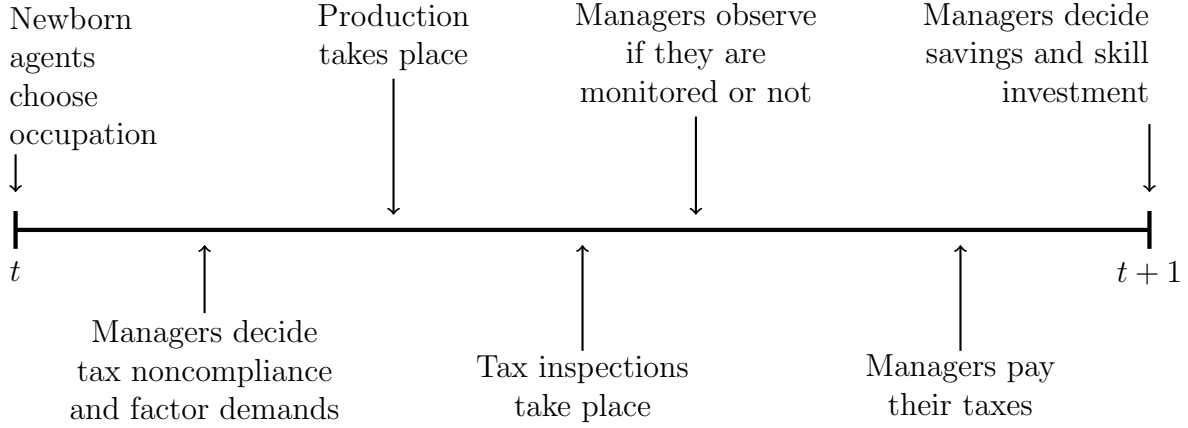 Newborn
agents
choose
occupation
Production
takes place
Managers observe
if they are
monitored or not
Managers decide
savings and skill
investment
t
t + 1
Managers decide
tax noncompliance
and factor demands
Tax inspections
take place
Managers pay
their taxes